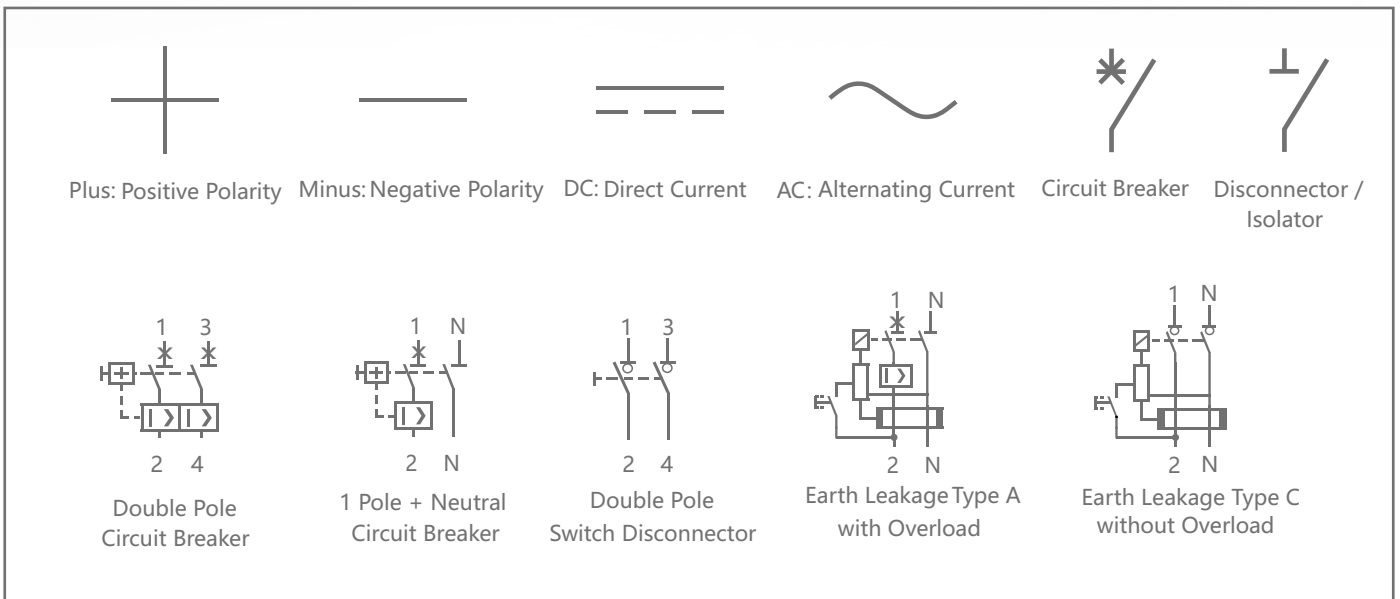 Plus: Positive Polarity
Minus: Negative Polarity
DC: Direct Current
AC: Alternating Current
Circuit Breaker
Disconnector /
Isolator
1 3
2 4
Double Pole
Circuit Breaker
1 N
2 N
1 Pole + Neutral
Circuit Breaker
1 3
2 4
Double Pole
Switch Disconnector
1 N
2 N
Earth Leakage Type A
with Overload
1 N
2 N
Earth Leakage Type C
without Overload